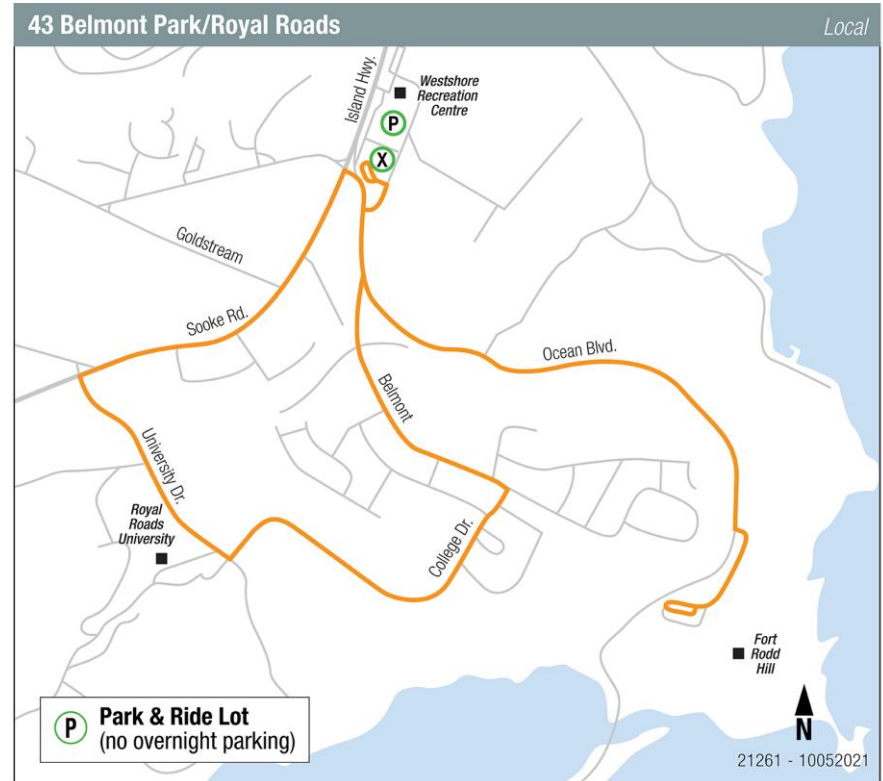 43 Belmont Park/Royal Roads
Local
Island Hwy.
Westshore
Recreation
Centre
P
X
Goldstream
Sooke Rd.
Ocean Blvd.
Belmont
University Dr.
Royal
Roads
University
College Dr.
Fort
Rodd
Hill
P
Park & Ride Lot
(no overnight parking)
N
21261 - 10052021